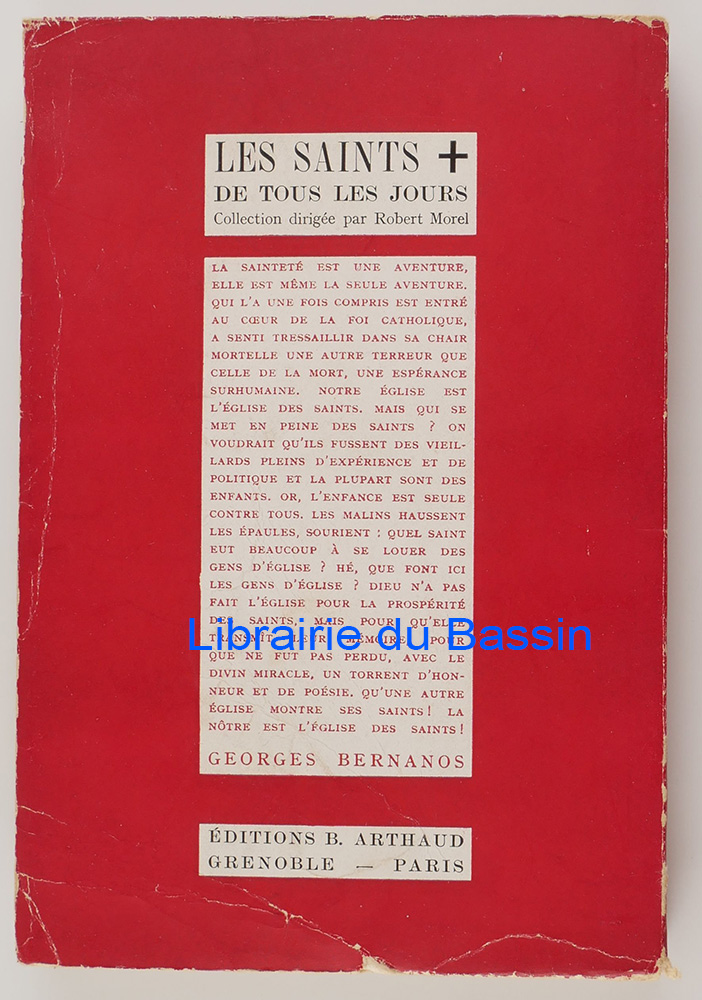 LES SAINTS +
DE TOUS LES JOURS
Collection dirigée par Robert Morel
LA SAINTETÉ EST UNE AVENTURE,
ELLE EST MÊME LA SEULE AVENTURE.
QUI L'A UNE FOIS COMPRIS EST ENTRÉ
AU CŒUR DE LA FOI CATHOLIQUE,
A SENTI TRESSAILLIR DANS SA CHAIR
MORTELLE UNE AUTRE TERREUR QUE
CELLE DE LA MORT, UNE ESPÉRANCE
SURHUMAINE. NOTRE ÉGLISE EST
L'ÉGLISE DES SAINTS. MAIS QUI SE
MET EN PEINE DES SAINTS ? ON
VOUDRAIT QU'ILS FUSSENT DES VIEIL-
LARDS PLEINS D'EXPÉRIENCE ET DE
POLITIQUE ET LA PLUPART SONT DES
ENFANTS. OR, L'ENFANCE EST SEULE
CONTRE TOUS. LES MALINS HAUSSENT
LES ÉPAULES, SOURIENT : QUEL SAINT
EUT BEAUCOUP À SE LOUER DES
GENS D'ÉGLISE ? HÉ, QUE FONT ICI
LES GENS D'ÉGLISE ? DIEU N'A PAS
FAIT L'ÉGLISE POUR LA PROSPÉRITÉ
DES SAINTS, MAIS POUR QU'ELLE
TRANSMÎT LEUR MÉMOIRE, POUR
QUE NE FUT PAS PERDU, AVEC LE
DIVIN MIRACLE, UN TORRENT D'HON-
NEUR ET DE POÉSIE. QU'UNE AUTRE
ÉGLISE MONTRE SES SAINTS ! LA
NÔTRE EST L'ÉGLISE DES SAINTS !
GEORGES BERNANOS
Librairie du Bassin
ÉDITIONS B. ARTHAUD
GRENOBLE — PARIS